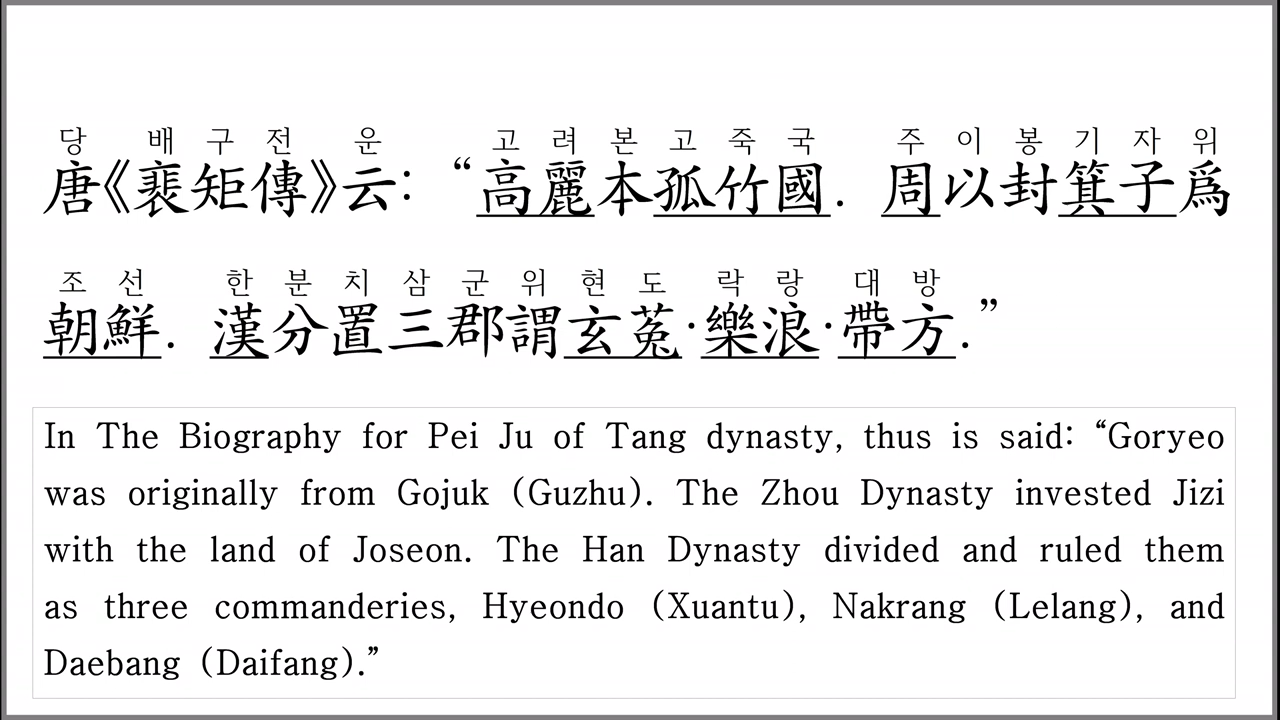 당 배구전 운 고려본고죽국 주이봉기자위
唐《裴矩傳》云: “高麗本孤竹國. 周以封箕子爲
조선 한분치삼군위현도 락랑 대방
朝鮮. 漢分置三郡謂玄菟·樂浪·帶方.”
In The Biography for Pei Ju of Tang dynasty, thus is said: “Goryeo
was originally from Gojuk (Guzhu). The Zhou Dynasty invested Jizi
with the land of Joseon. The Han Dynasty divided and ruled them
as three commanderies, Hyeondo (Xuantu), Nakrang (Lelang), and
Daebang (Daifang).”